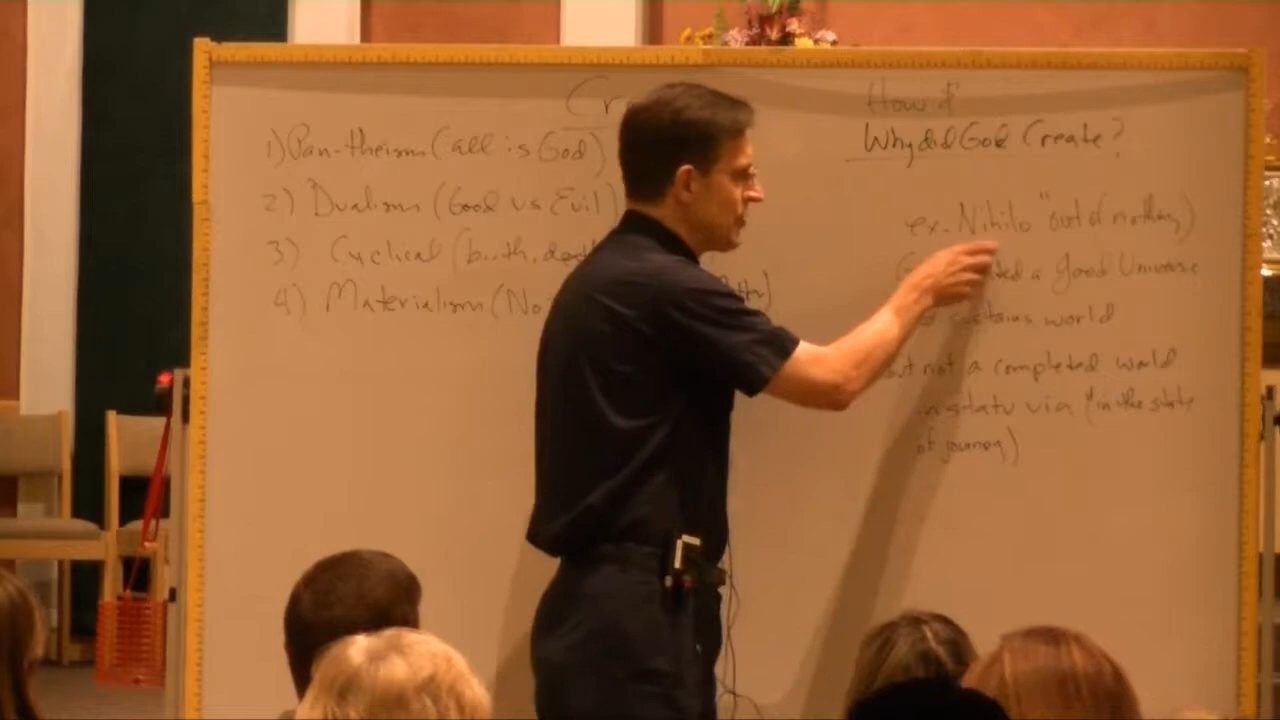 Cr
1) Pan-theism (all is God)
2) Dualism (Good vs Evil)
3) Cyclical (birth, death
4) Materialism (No
How &
Why did God Create?
ex-Nihilo "out of nothing)
a good Universe
sustains world
but not a completed world
in statu via (in the state
of journey)